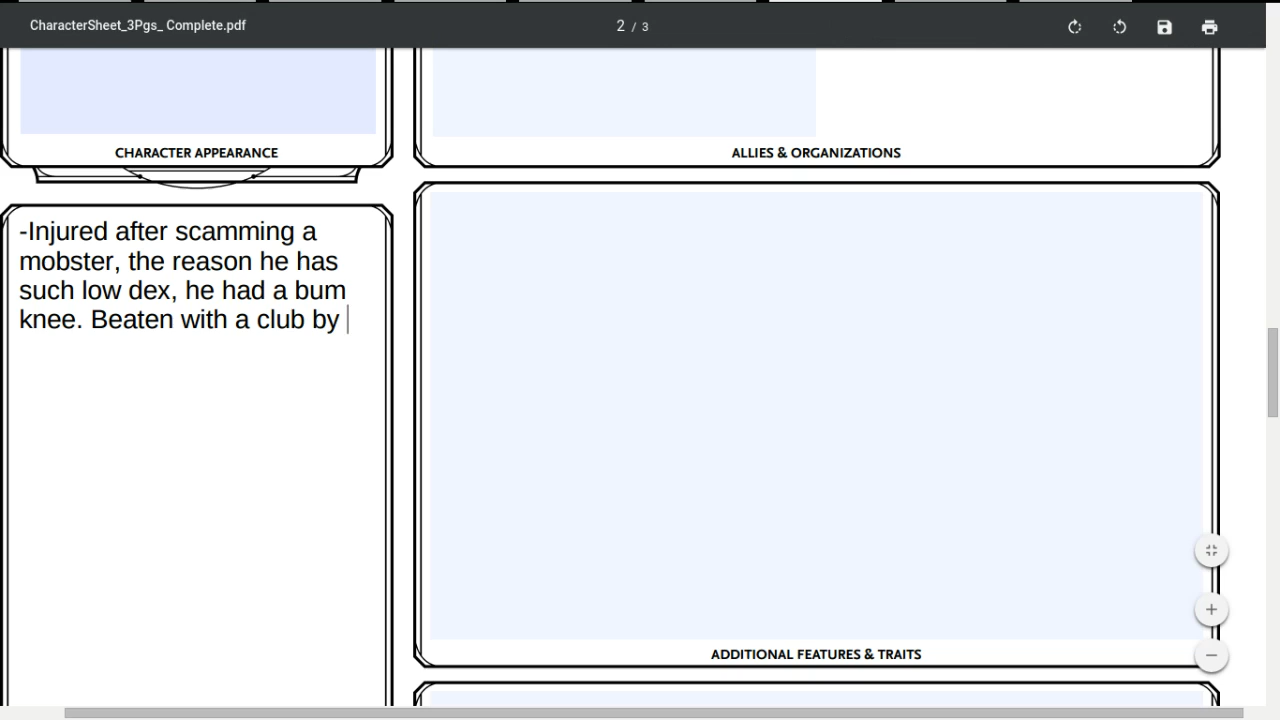 CharacterSheet_3Pgs_ Complete.pdf
2 / 3
CHARACTER APPEARANCE
ALLIES & ORGANIZATIONS
-Injured after scamming a
mobster, the reason he has
such low dex, he had a bum
knee. Beaten with a club by
ADDITIONAL FEATURES & TRAITS